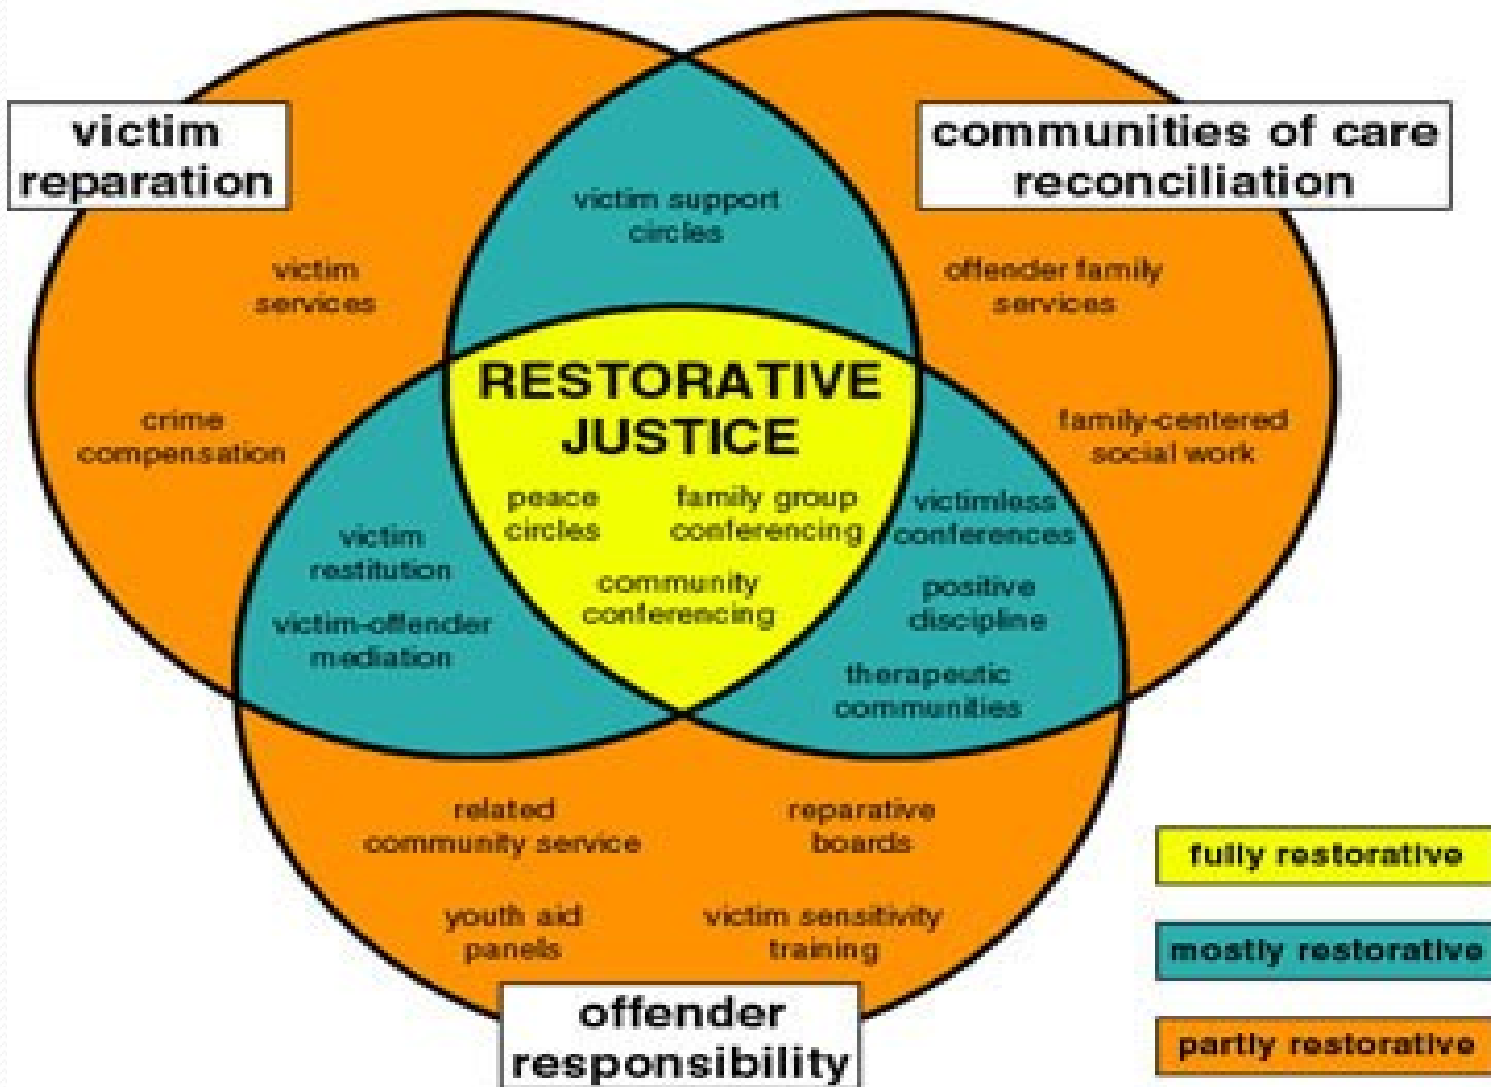 victim
reparation
communities of care
reconciliation
victim support
circles
victim
services
offender family
services
crime
compensation
family-centered
social work
RESTORATIVE
JUSTICE
peace
circles
family group
conferencing
community
conferencing
victim
restitution
victim-offender
mediation
victimless
conferences
positive
discipline
therapeutic
communities
related
community service
reparative
boards
youth aid
panels
victim sensitivity
training
offender
responsibility
fully restorative
mostly restorative
partly restorative